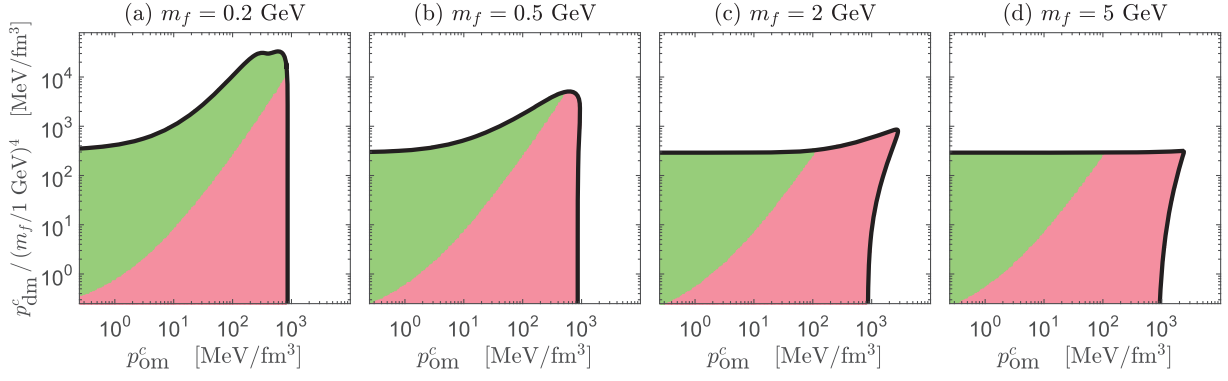 (a) m_f = 0.2 GeV
(b) m_f = 0.5 GeV
(c) m_f = 2 GeV
(d) m_f = 5 GeV
p^c_dm / (m_f/1 GeV)^4 [MeV/fm^3]
10^4
10^3
10^2
10^1
10^0
10^0 10^1 10^2 10^3
10^0 10^1 10^2 10^3
10^0 10^1 10^2 10^3
10^0 10^1 10^2 10^3
p^c_om [MeV/fm^3]
p^c_om [MeV/fm^3]
p^c_om [MeV/fm^3]
p^c_om [MeV/fm^3]